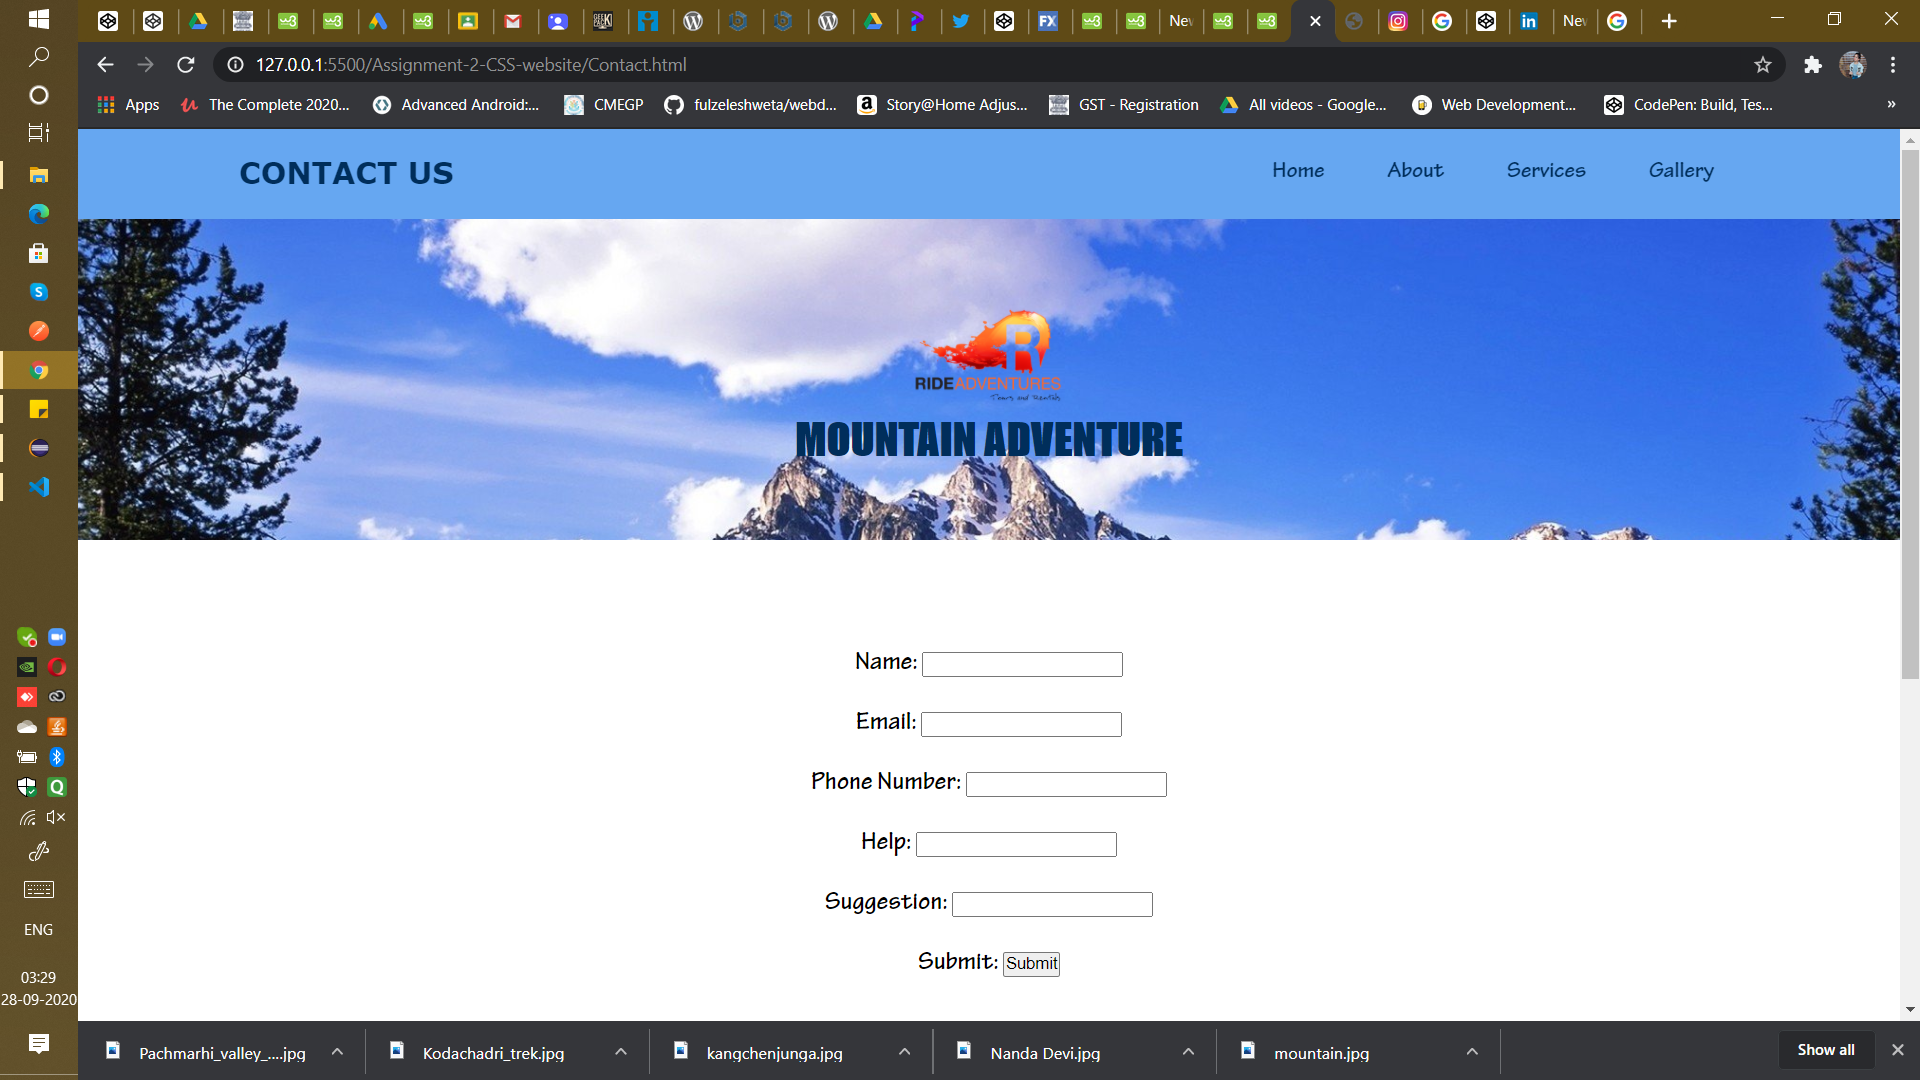 New
New
127.0.0.1:5500/Assignment-2-CSS-website/Contact.html
Apps
The Complete 2020...
Advanced Android:...
CMEGP
fulzeleshweta/webd...
Story@Home Adjus...
GST - Registration
All videos - Google...
Web Development...
CodePen: Build, Tes...
»
CONTACT US
Home
About
Services
Gallery
RIDEADVENTURES
Tours and Rentals
MOUNTAIN ADVENTURE
Name:
Email:
Phone Number:
Help:
Suggestion:
Submit: Submit
ENG
03:29
28-09-2020
Pachmarhi_valley_....jpg
Kodachadri_trek.jpg
kangchenjunga.jpg
Nanda Devi.jpg
mountain.jpg
Show all